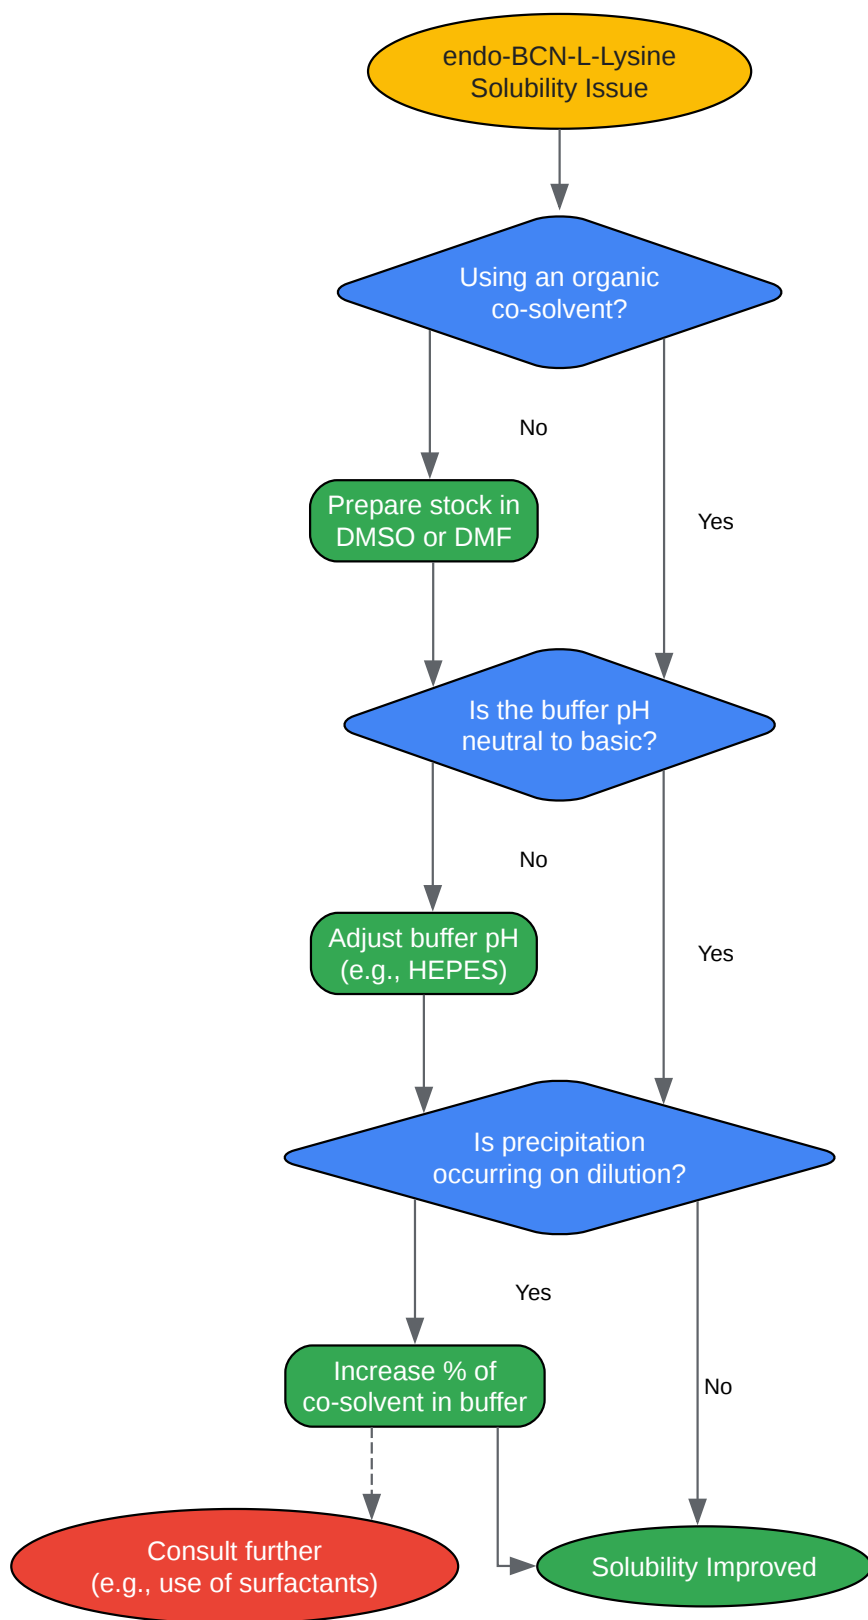 endo-BCN-L-Lysine
Solubility Issue
Using an organic
co-solvent?
No
Prepare stock in
DMSO or DMF
Yes
Is the buffer pH
neutral to basic?
No
Adjust buffer pH
(e.g., HEPES)
Yes
Is precipitation
occurring on dilution?
Yes
Increase % of
co-solvent in buffer
No
Consult further
(e.g., use of surfactants)
Solubility Improved